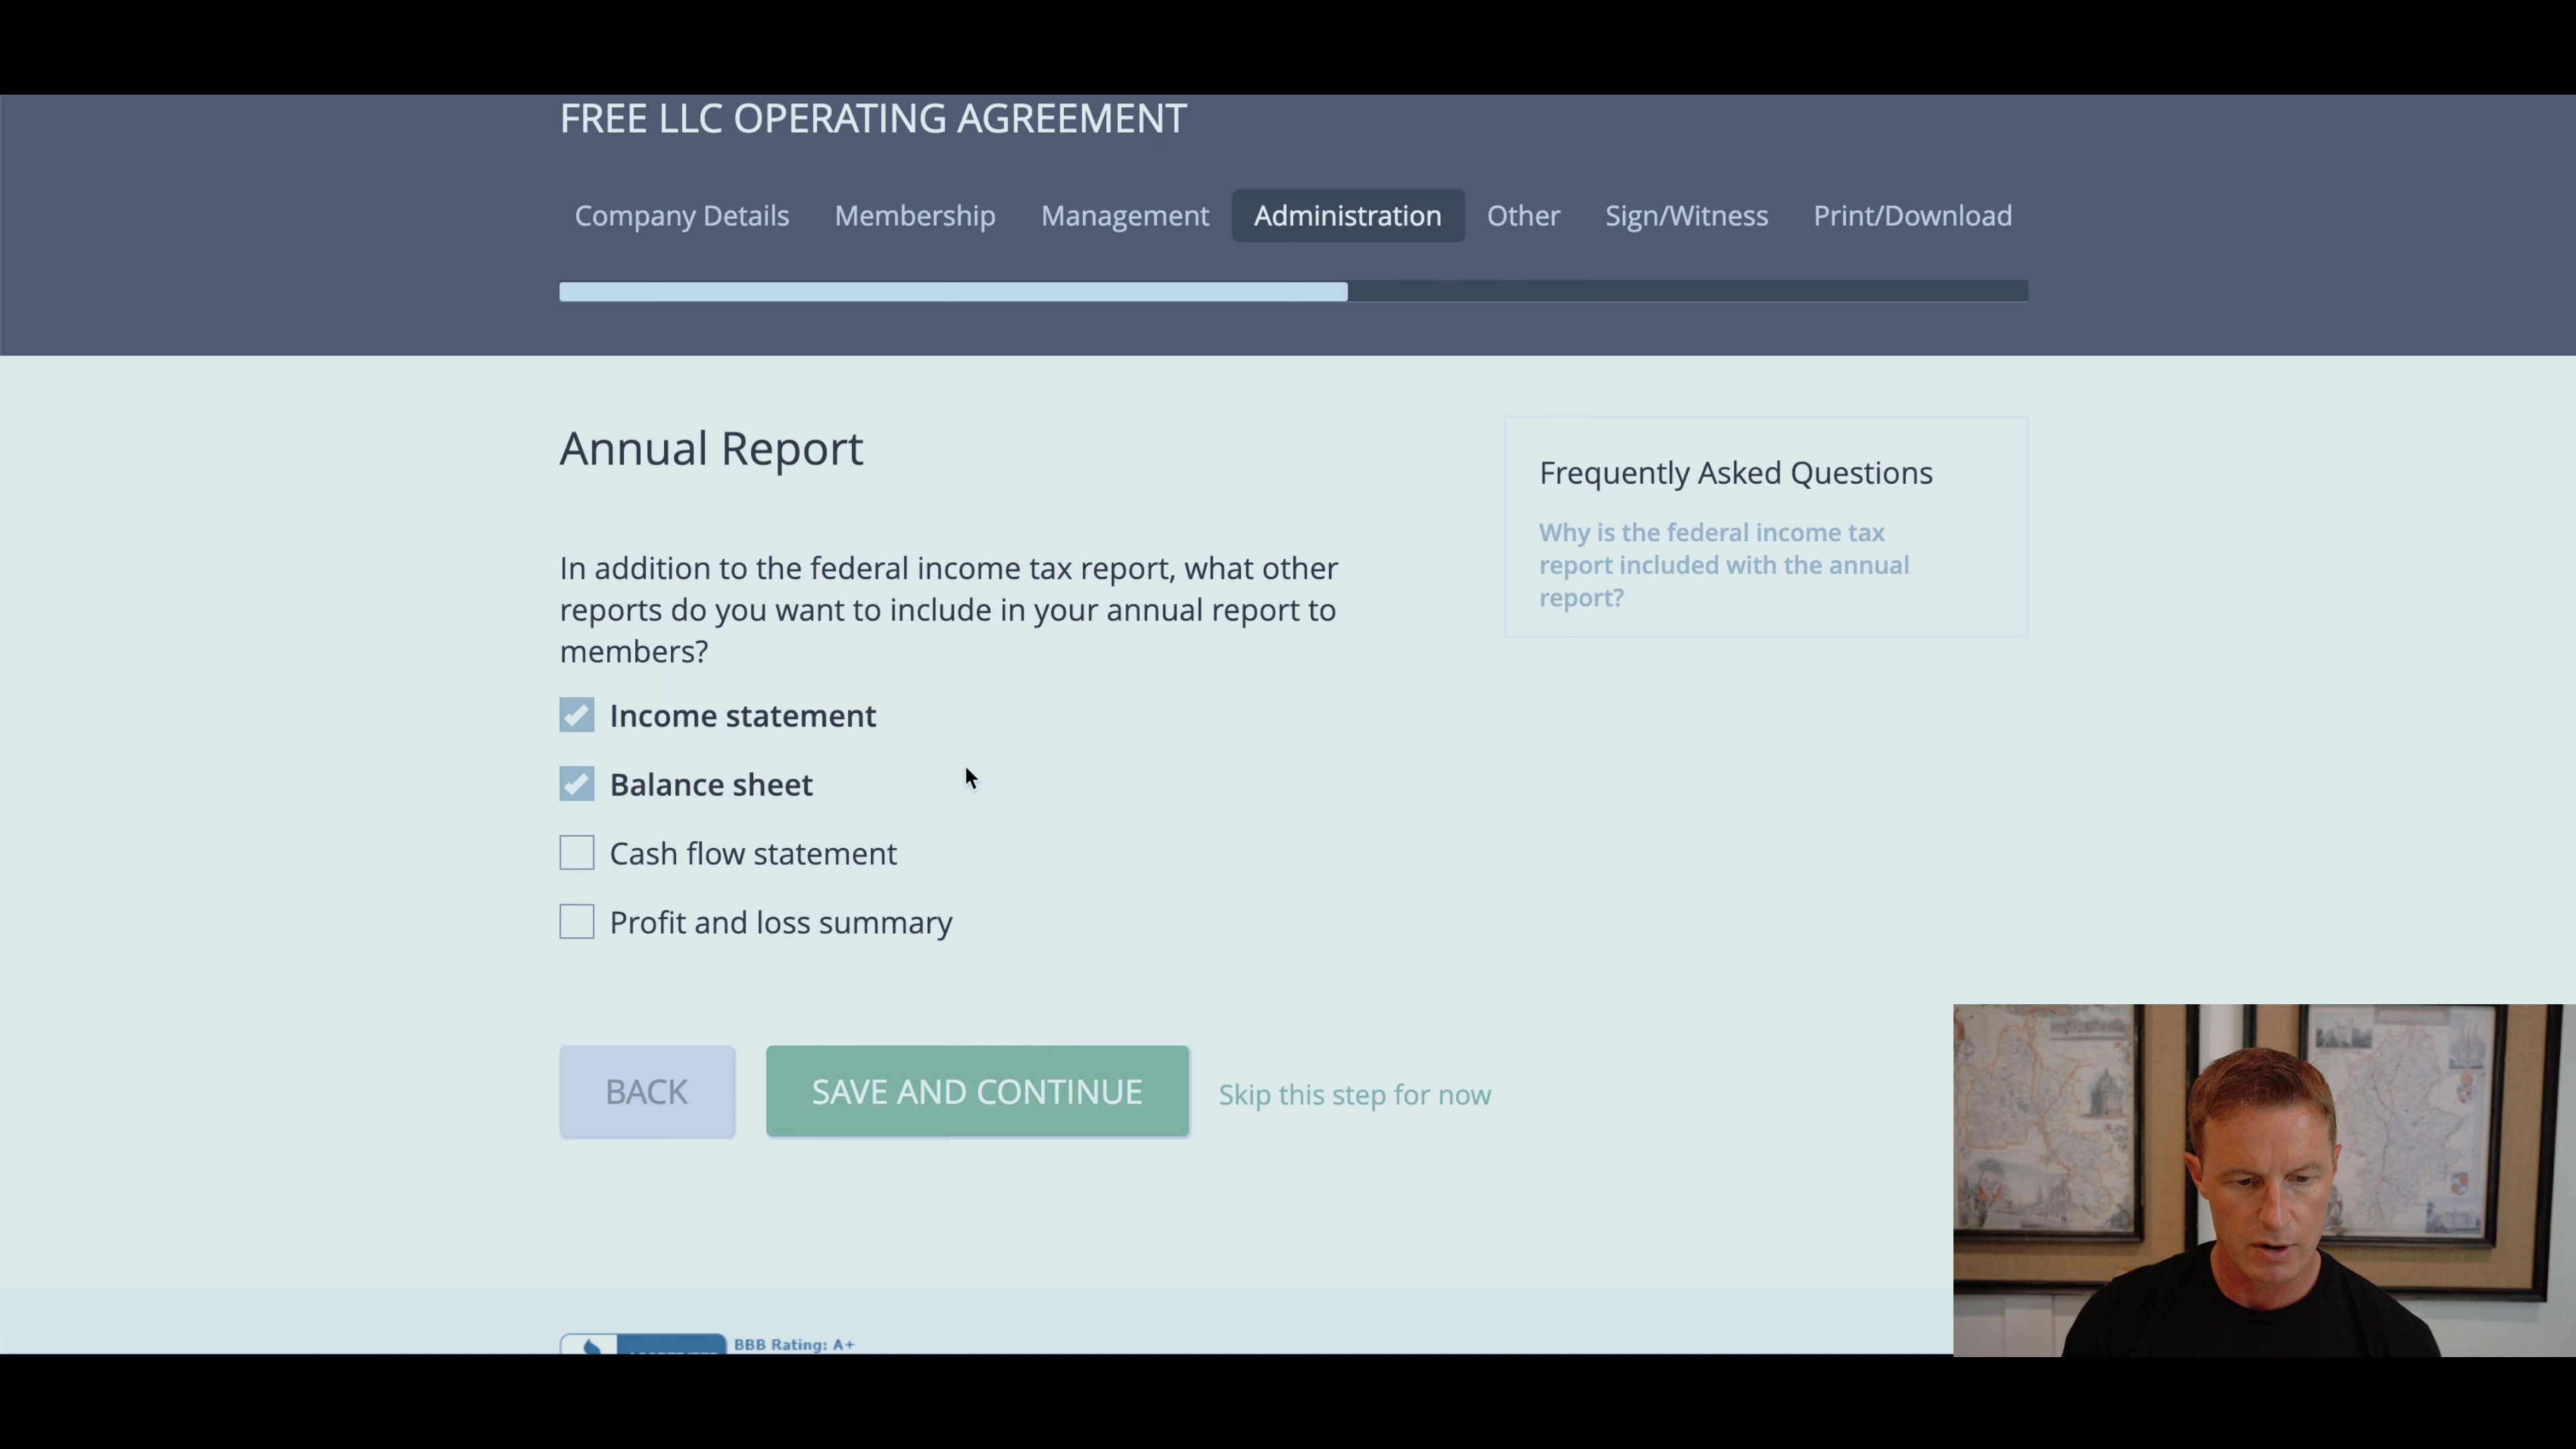 FREE LLC OPERATING AGREEMENT
Company Details Membership Management Administration Other Sign/Witness Print/Download
Annual Report
In addition to the federal income tax report, what other
reports do you want to include in your annual report to
members?
Income statement
Balance sheet
Cash flow statement
Profit and loss summary
BACK
SAVE AND CONTINUE
Skip this step for now
Frequently Asked Questions
Why is the federal income tax
report included with the annual
report?
BBB Rating: A+